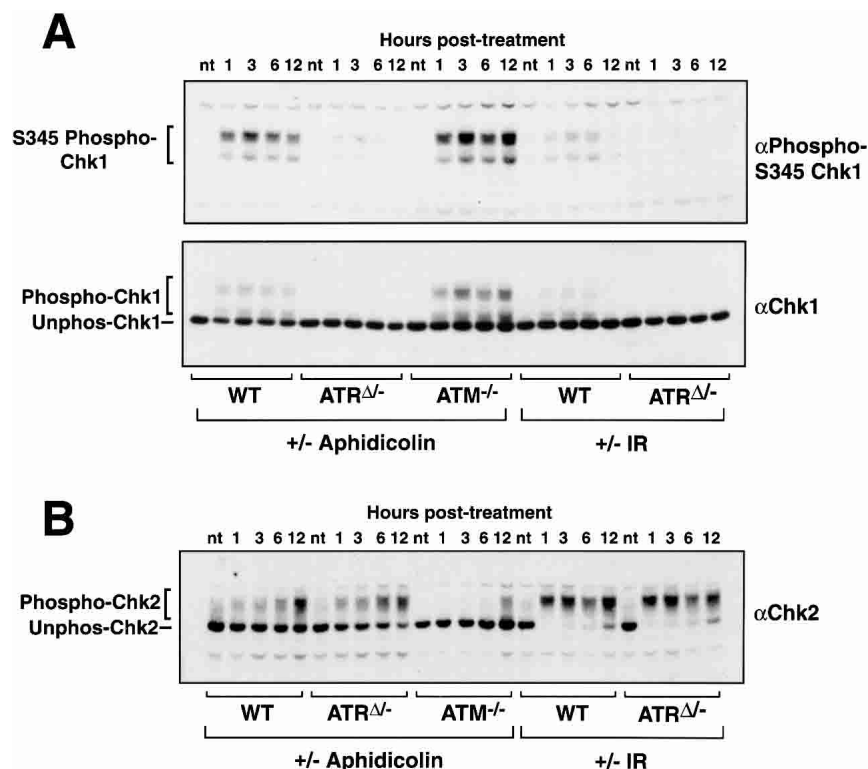 A
Hours post-treatment
nt 1 3 6 12 nt 1 3 6 12 nt 1 3 6 12 nt 1 3 6 12 nt 1 3 6 12
S345 Phospho-
Chk1
αPhospho-
S345 Chk1
Phospho-Chk1
Unphos-Chk1
αChk1
WT ATRΔ/- ATM-/- WT ATRΔ/-
+/- Aphidicolin +/- IR
B
Hours post-treatment
nt 1 3 6 12 nt 1 3 6 12 nt 1 3 6 12 nt 1 3 6 12 nt 1 3 6 12
Phospho-Chk2
Unphos-Chk2
αChk2
WT ATRΔ/- ATM-/- WT ATRΔ/-
+/- Aphidicolin +/- IR